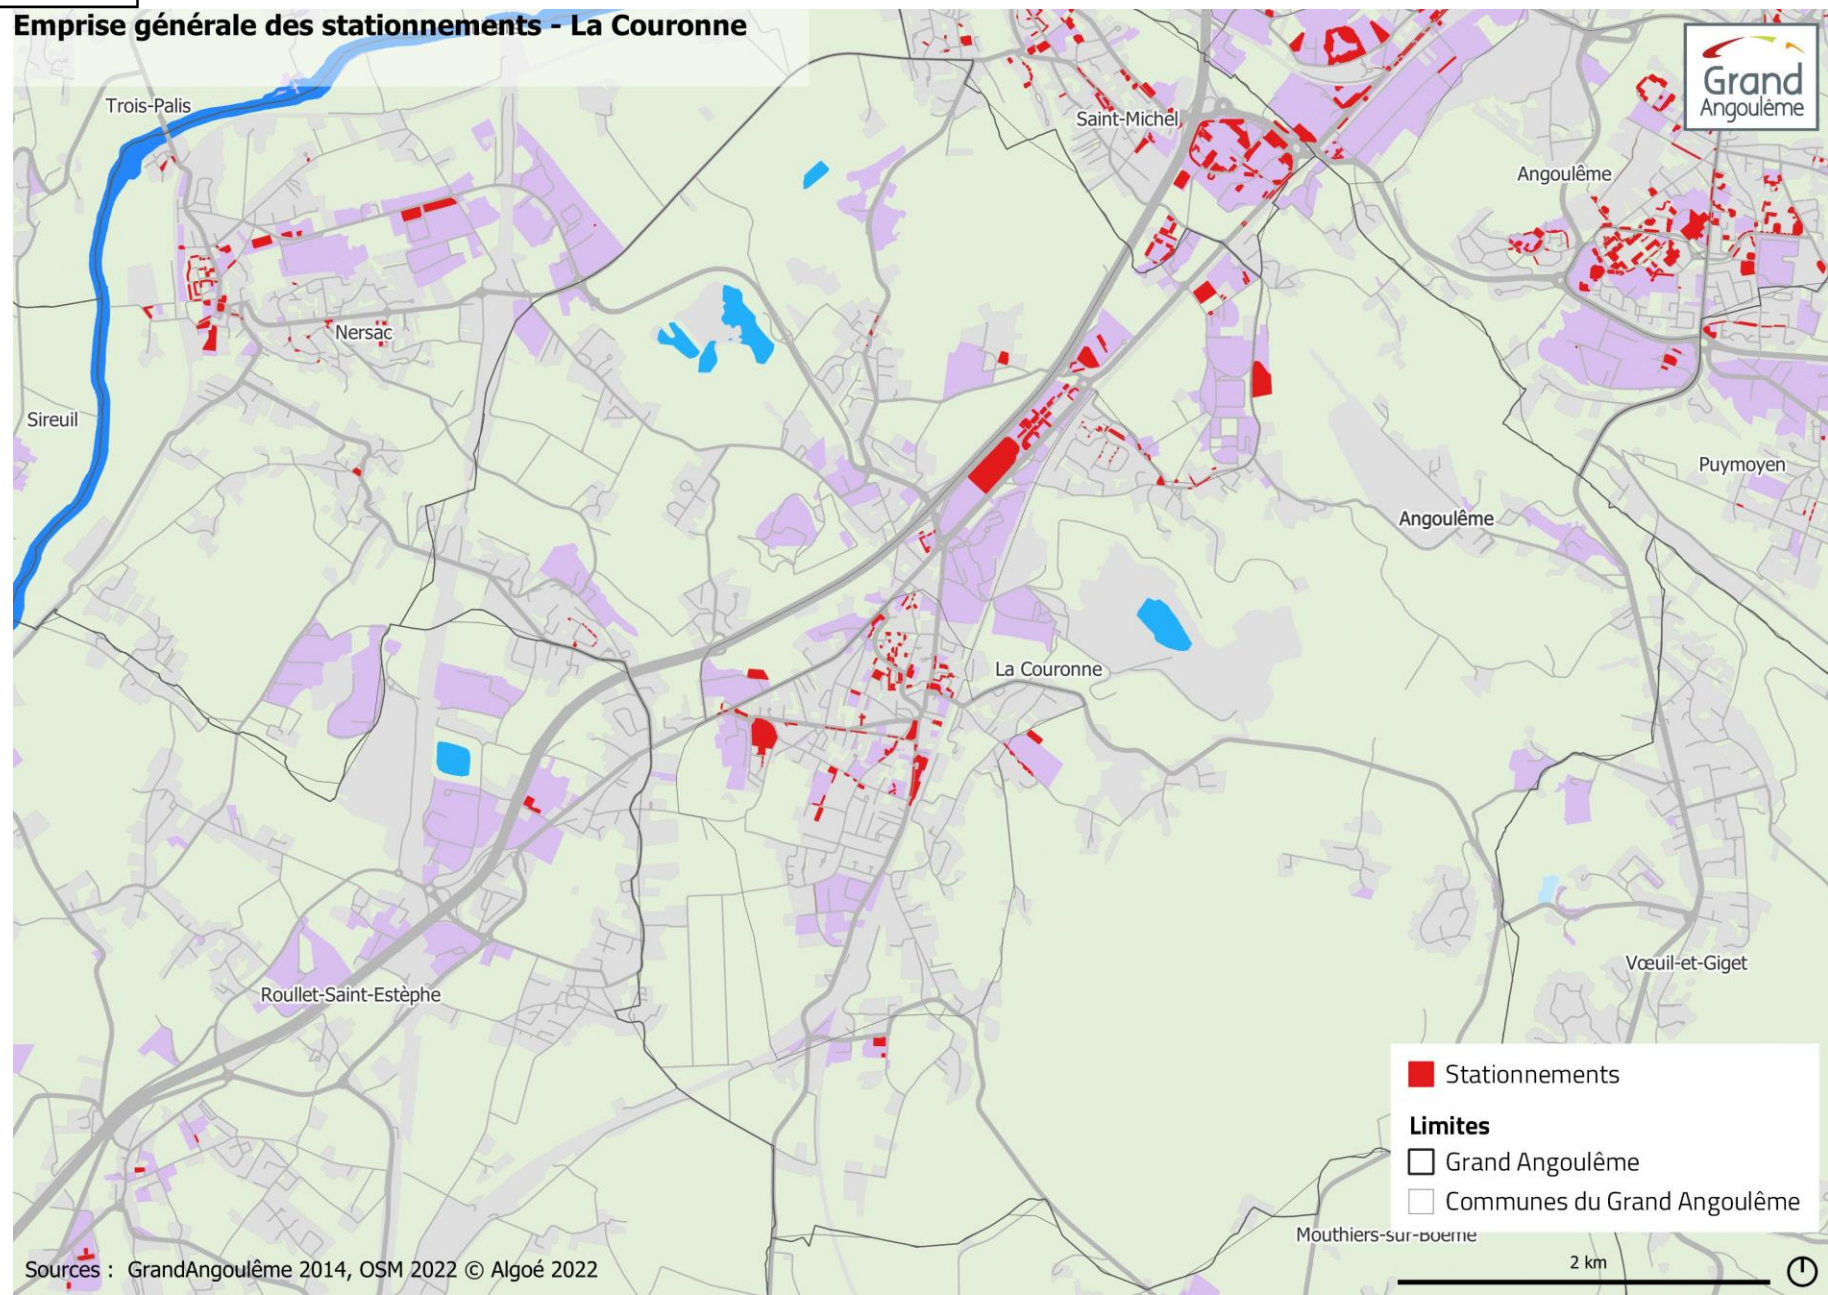 Emprise générale des stationnements - La Couronne
Grand
Angoulême
Trois-Palis
Saint-Michel
Angoulême
Nersac
Sireuil
Puymoyen
Angoulême
La Couronne
Vœuil-et-Giget
Roullet-Saint-Estèphe
Stationnements
Limites
Grand Angoulême
Communes du Grand Angoulême
Mouthiers-sur-Boëme
2 km
Sources : GrandAngoulême 2014, OSM 2022 © Algoé 2022